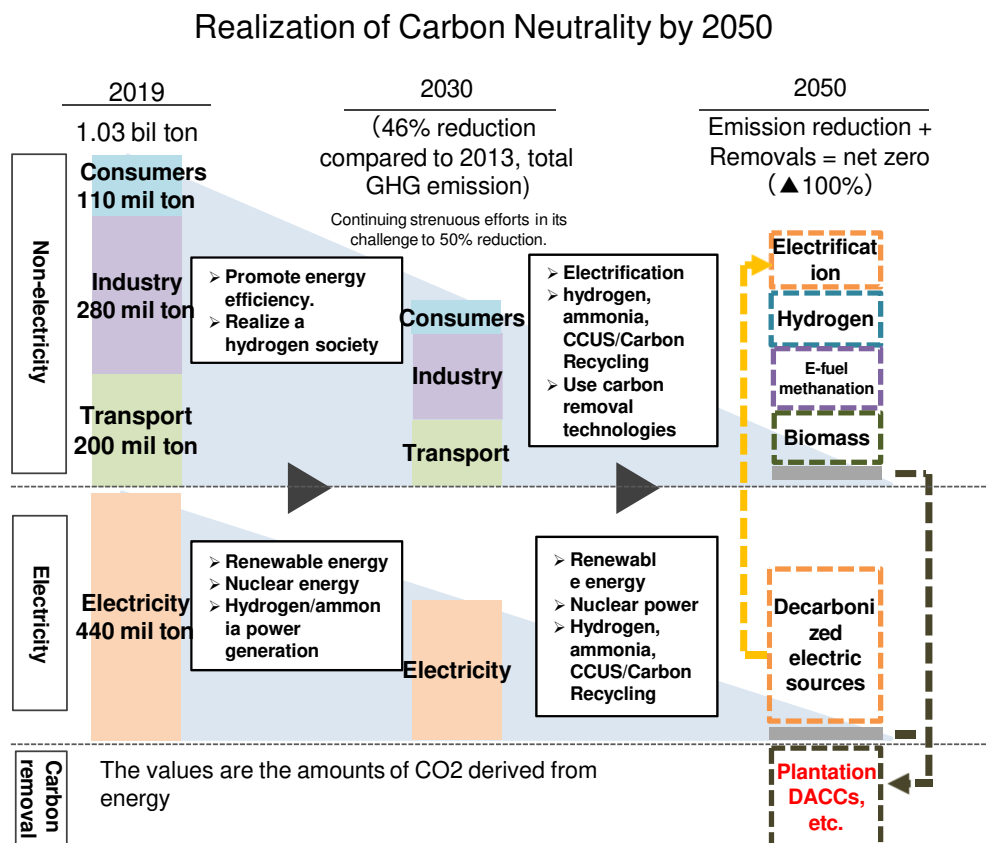 Realization of Carbon Neutrality by 2050
2019
1.03 bil ton
2030
(46% reduction
compared to 2013, total
GHG emission)
Continuing strenuous efforts in its
challenge to 50% reduction.
2050
Emission reduction +
Removals = net zero
(▲100%)
Non-electricity
Consumers
110 mil ton
Industry
280 mil ton
Transport
200 mil ton
➢ Promote energy
efficiency.
➢ Realize a
hydrogen society
Consumers
Industry
Transport
➢ Electrification
➢ hydrogen,
ammonia,
CCUS/Carbon
Recycling
➢ Use carbon
removal
technologies
Electrificat
ion
Hydrogen
E-fuel
methanation
Biomass
Electricity
Electricity
440 mil ton
➢ Renewable energy
➢ Nuclear energy
➢ Hydrogen/ammon
ia power
generation
Electricity
➢ Renewabl
e energy
➢ Nuclear power
➢ Hydrogen,
ammonia,
CCUS/Carbon
Recycling
Decarboni
zed
electric
sources
Carbon
removal
The values are the amounts of CO2 derived from
energy
Plantation
DACCs,
etc.